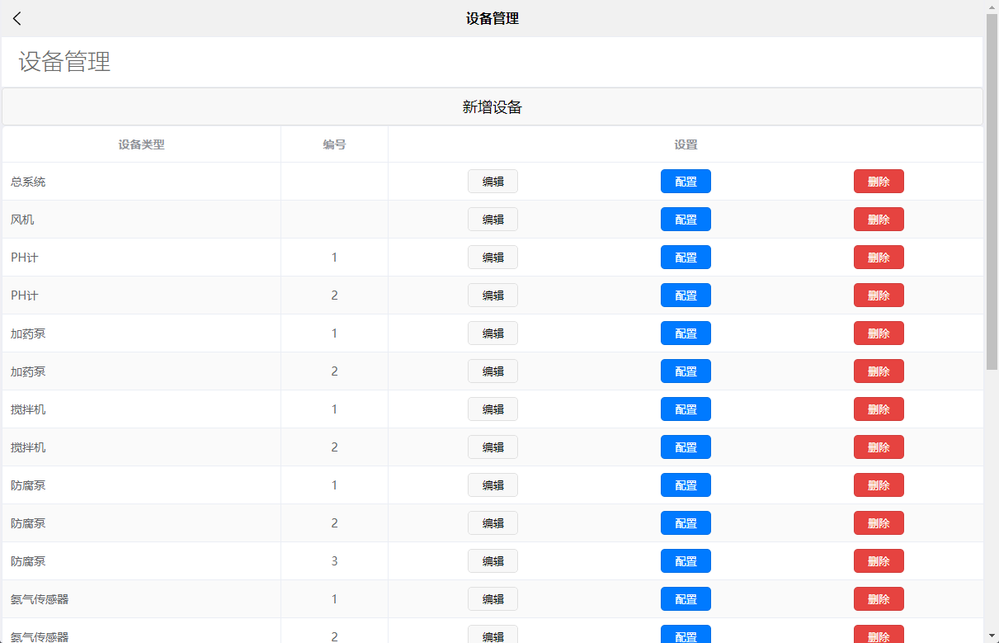 设备管理
设备管理
新增设备
设备类型 编号 设置
总系统 编辑 配置 删除
风机 编辑 配置 删除
PH计 1 编辑 配置 删除
PH计 2 编辑 配置 删除
加药泵 1 编辑 配置 删除
加药泵 2 编辑 配置 删除
搅拌机 1 编辑 配置 删除
搅拌机 2 编辑 配置 删除
防腐泵 1 编辑 配置 删除
防腐泵 2 编辑 配置 删除
防腐泵 3 编辑 配置 删除
氨气传感器 1 编辑 配置 删除
氨气传感器 2 编辑 配置 删除